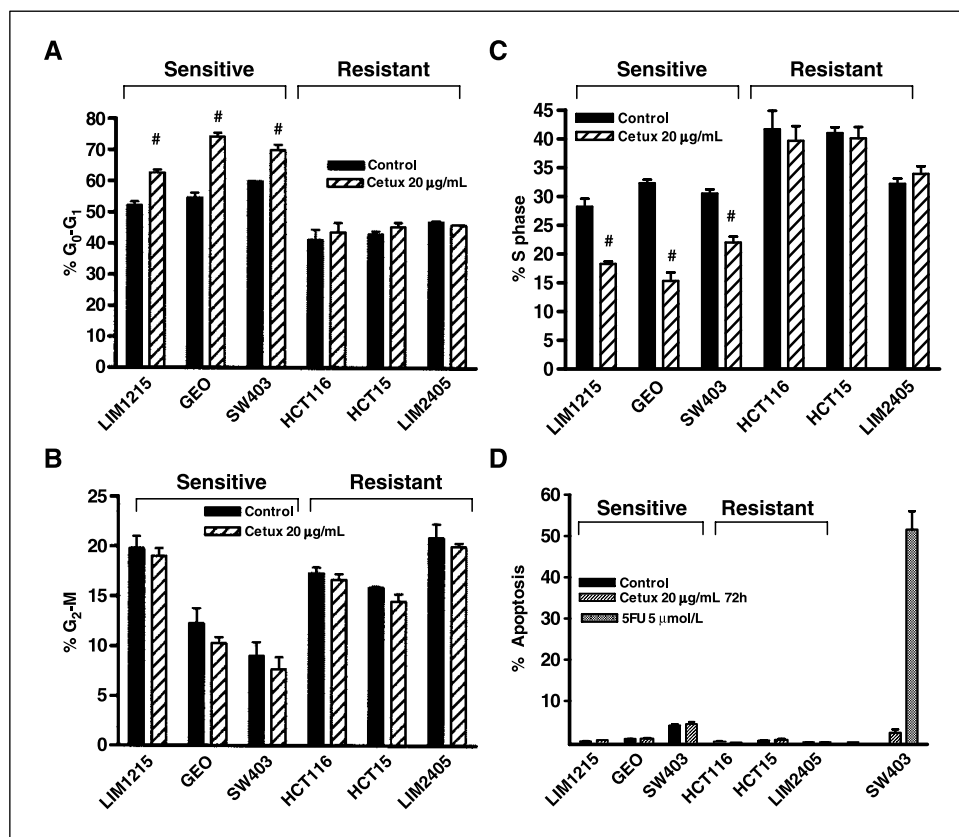 A
Sensitive
Resistant
# # #
Control
Cetux 20 µg/mL
% G0-G1
80
70
60
50
40
30
20
10
0
LIM1215
GEO
SW403
HCT116
HCT15
LIM2405
B
Sensitive
Resistant
Control
Cetux 20 µg/mL
% G2-M
25
20
15
10
5
0
LIM1215
GEO
SW403
HCT116
HCT15
LIM2405
C
Sensitive
Resistant
Control
Cetux 20 µg/mL
# # #
% S phase
45
40
35
30
25
20
15
10
5
0
LIM1215
GEO
SW403
HCT116
HCT15
LIM2405
D
Sensitive
Resistant
Control
Cetux 20 µg/mL 72h
5FU 5 µmol/L
% Apoptosis
60
50
40
30
20
10
LIM1215
GEO
SW403
HCT116
HCT15
LIM2405
SW403